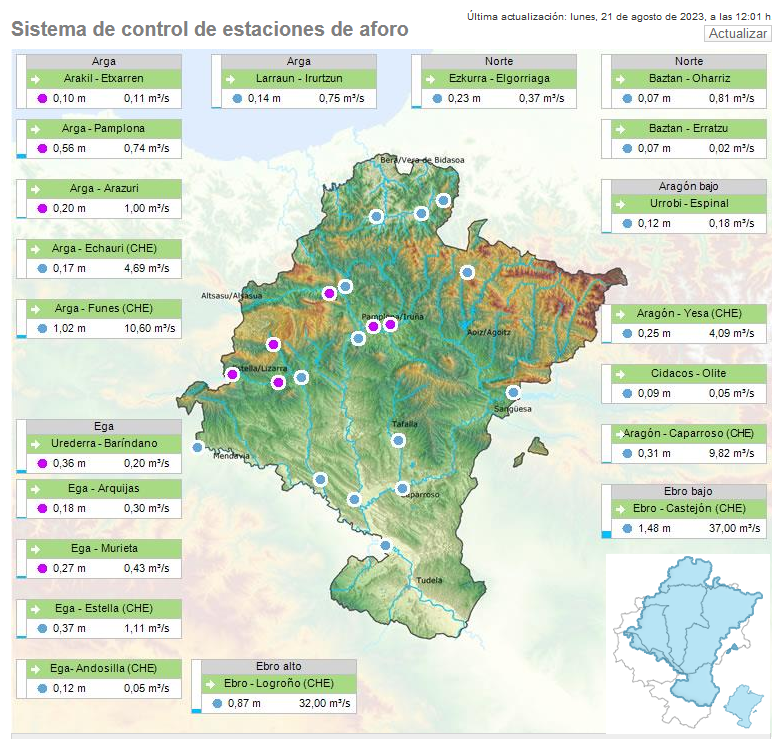 Última actualización: lunes, 21 de agosto de 2023, a las 12:01 h
Sistema de control de estaciones de aforo
Actualizar
Arga
Arakil - Etxarren
0,10 m 0,11 m³/s
Arga
Larraun - Irurtzun
0,14 m 0,75 m³/s
Norte
Ezkurra - Elgorriaga
0,23 m 0,37 m³/s
Norte
Baztan - Oharriz
0,07 m 0,81 m³/s
Arga - Pamplona
0,56 m 0,74 m³/s
Baztan - Erratzu
0,07 m 0,02 m³/s
Arga - Arazuri
0,20 m 1,00 m³/s
Aragón bajo
Urrobi - Espinal
0,12 m 0,18 m³/s
Arga - Echauri (CHE)
0,17 m 4,69 m³/s
Arga - Funes (CHE)
1,02 m 10,60 m³/s
Aragón - Yesa (CHE)
0,25 m 4,09 m³/s
Cidacos - Olite
0,09 m 0,05 m³/s
Ega
Urederra - Baríndano
0,36 m 0,20 m³/s
Aragón - Caparroso (CHE)
0,31 m 9,82 m³/s
Ega - Arquijas
0,18 m 0,30 m³/s
Ebro bajo
Ebro - Castejón (CHE)
1,48 m 37,00 m³/s
Ega - Murieta
0,27 m 0,43 m³/s
Ega - Estella (CHE)
0,37 m 1,11 m³/s
Ega- Andosilla (CHE)
0,12 m 0,05 m³/s
Ebro alto
Ebro - Logroño (CHE)
0,87 m 32,00 m³/s
Bera/Vera de Bidasoa
Altsasu/Alsasua
Pamplona/Iruña
Aoiz/Agoitz
stella/Lizarra
Sangüesa
Tafalla
Mendavia
aparroso
Tudela